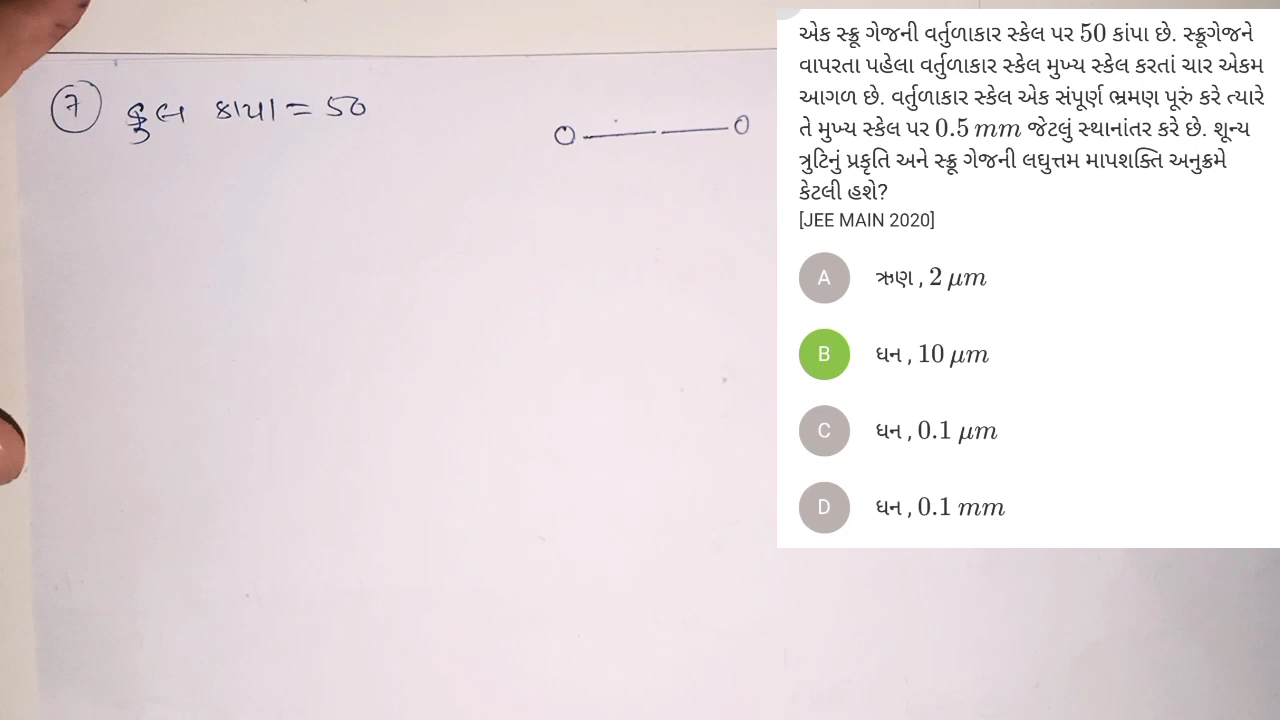 7 કુલ કાપા = 50
0 — — 0
એક સ્ક્રૂ ગેજની વર્તુળાકાર સ્કેલ પર 50 કાંપા છે. સ્ક્રૂગેજને
વાપરતા પહેલા વર્તુળાકાર સ્કેલ મુખ્ય સ્કેલ કરતાં ચાર એકમ
આગળ છે. વર્તુળાકાર સ્કેલ એક સંપૂર્ણ ભ્રમણ પૂરું કરે ત્યારે
તે મુખ્ય સ્કેલ પર 0.5 mm જેટલું સ્થાનાંતર કરે છે. શૂન્ય
ત્રુટિનું પ્રકૃતિ અને સ્ક્રૂ ગેજની લઘુત્તમ માપશક્તિ અનુક્રમે
કેટલી હશે?
[JEE MAIN 2020]
A ઋણ , 2 μm
B ધન , 10 μm
C ધન , 0.1 μm
D ધન , 0.1 mm